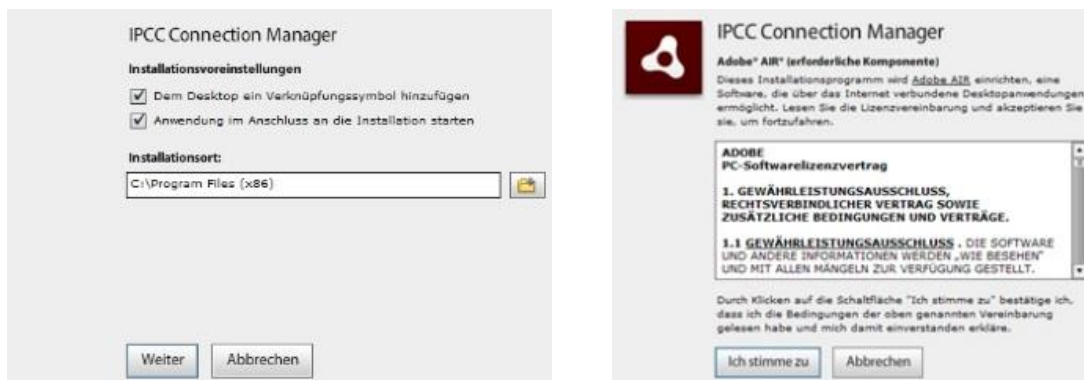 IPCC Connection Manager
Installationsvoreinstellungen
Dem Desktop ein Verknüpfungssymbol hinzufügen
Anwendung im Anschluss an die Installation starten
Installationsort:
C:\Program Files (x86)
Weiter
Abbrechen
IPCC Connection Manager
Adobe® AIR® (erforderliche Komponente)
Dieses Installationsprogramm wird Adobe AIR einrichten, eine
Software, die über das Internet verbundene Desktopanwendungen
ermöglicht. Lesen Sie die Lizenzvereinbarung und akzeptieren Sie
sie, um fortzufahren.
ADOBE
PC-Softwarelizenzvertrag
1. GEWÄHRLEISTUNGSAUSSCHLUSS,
RECHTSVERBINDLICHER VERTRAG SOWIE
ZUSÄTZLICHE BEDINGUNGEN UND VERTRÄGE.
1.1 GEWÄHRLEISTUNGSAUSSCHLUSS . DIE SOFTWARE
UND ANDERE INFORMATIONEN WERDEN „WIE BESEHEN“
UND MIT ALLEN MÄNGELN ZUR VERFÜGUNG GESTELLT.
Durch Klicken auf die Schaltfläche "Ich stimme zu" bestätige ich,
dass ich die Bedingungen der oben genannten Vereinbarung
gelesen habe und mich damit einverstanden erkläre.
Ich stimme zu
Abbrechen